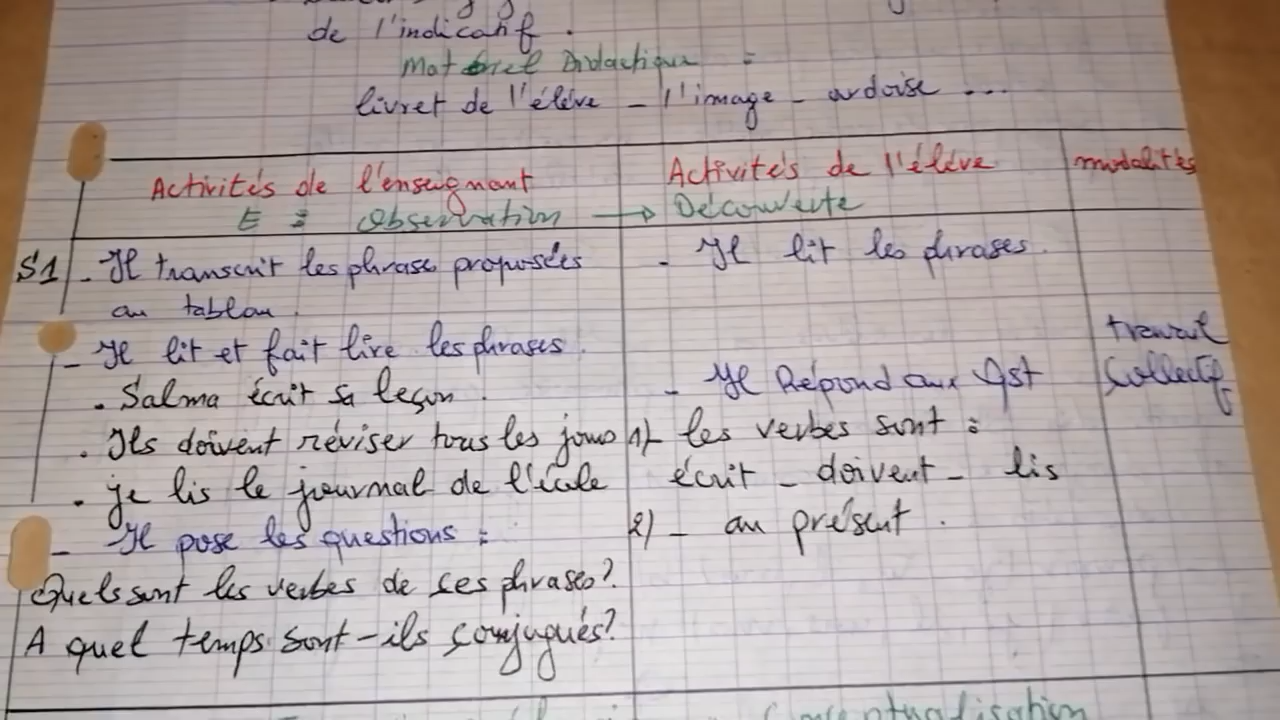 de l'indicatif.
Matériel Didactique :
livret de l'élève - l'image - ardoise ...
Activités de l'enseignant
Activités de l'élève
modalités
E : Observation → Découverte
S1
- Il transcrit les phrase proposées
au tableau.
- Il lit et fait lire les phrases.
. Salma écrit sa leçon.
. Ils doivent réviser tous les jours
. je lis le journal de l'école
- Il pose les questions :
Quels sont les verbes de ces phrases?
A quel temps sont-ils conjugués?
- Il lit les phrases.
- Il Répond aux Qst
1)- les verbes sont :
écrit - doivent - lis
2) - au présent.
travail
Collectif
Conceptualisation